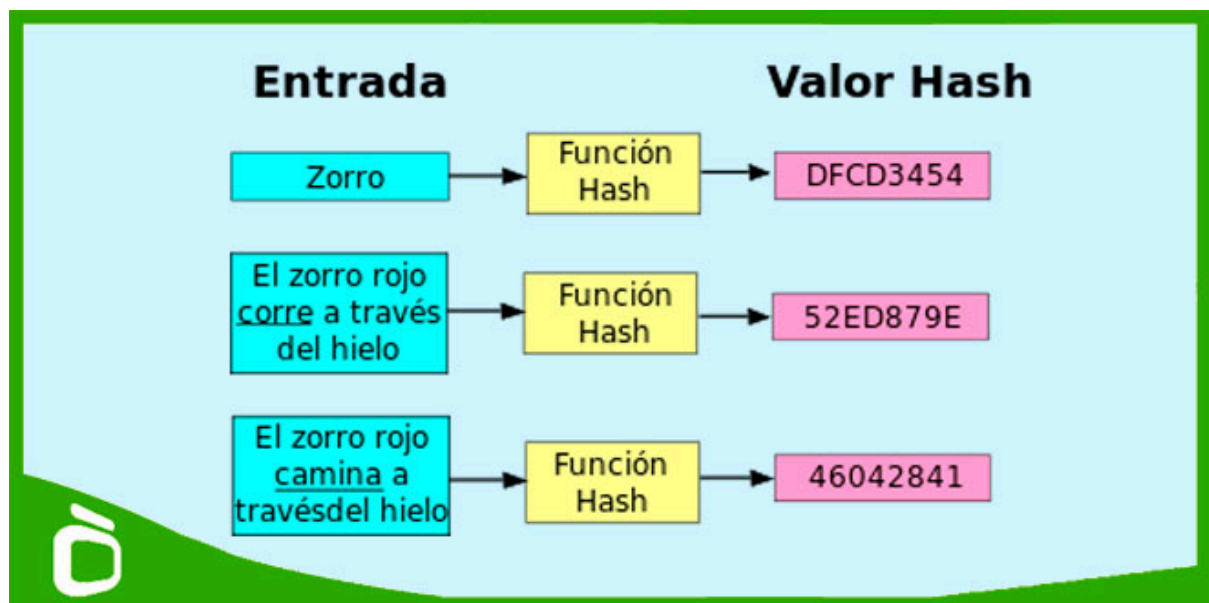 Entrada
Valor Hash
Zorro
Función
Hash
DFCD3454
El zorro rojo
corre a través
del hielo
Función
Hash
52ED879E
El zorro rojo
camina a
travésdel hielo
Función
Hash
46042841